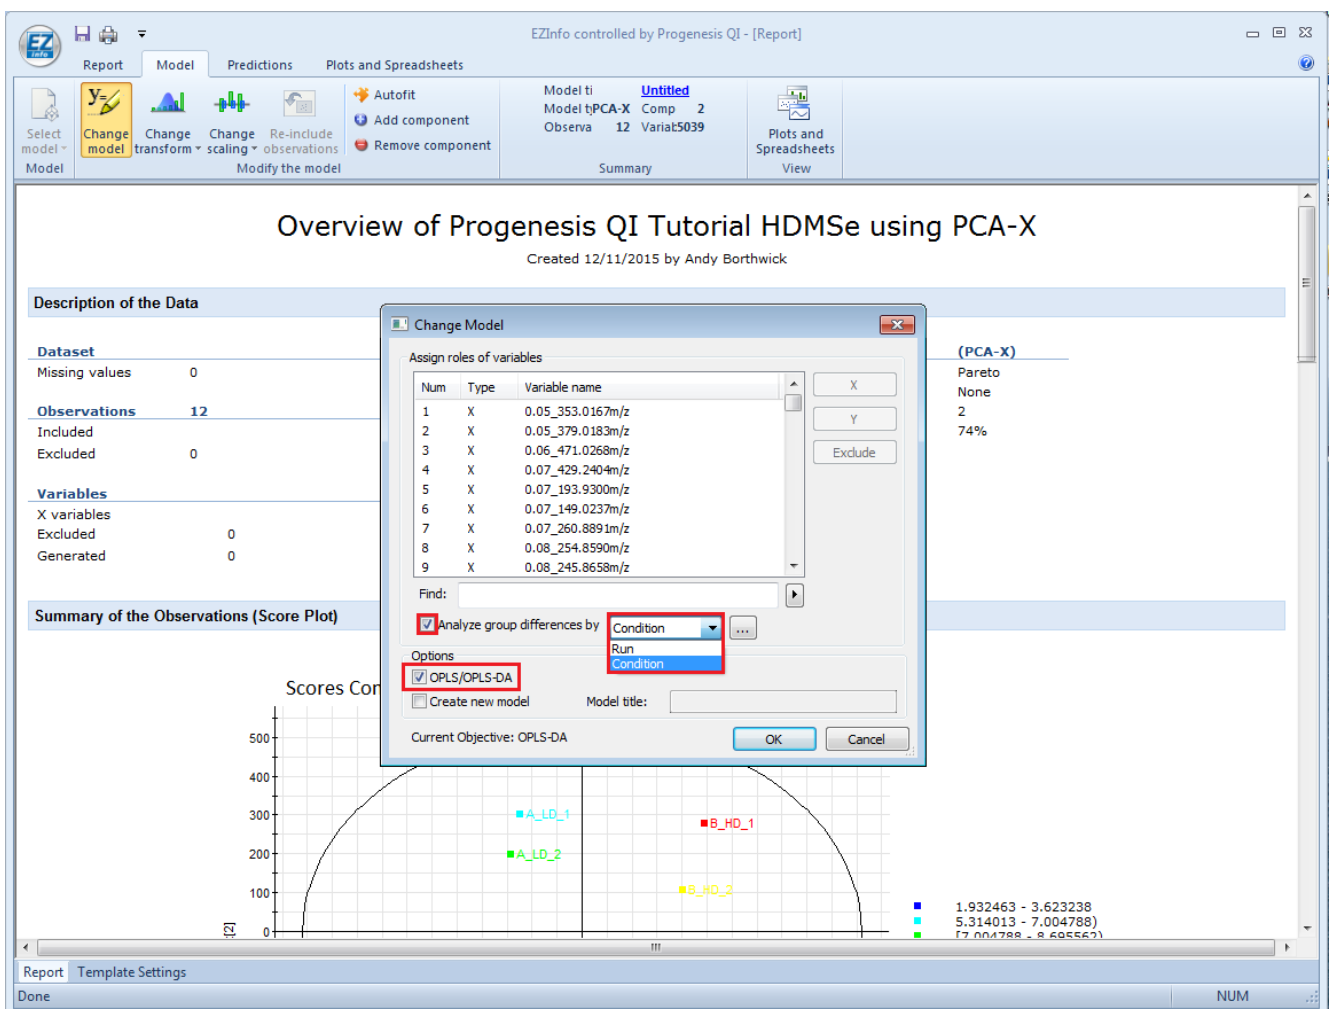 EZ
info
EZInfo controlled by Progenesis QI - [Report]
Report Model Predictions Plots and Spreadsheets
Select model
Change model
Change transform
Change scaling
Re-include observations
Autofit
Add component
Remove component
Model Modify the model
Model ti Untitled
Model t PCA-X Comp 2
Observa 12 Varial 5039
Summary
Plots and Spreadsheets
View
Overview of Progenesis QI Tutorial HDMSe using PCA-X
Created 12/11/2015 by Andy Borthwick
Description of the Data
Dataset (PCA-X)
Missing values 0 Pareto
None
Observations 12 2
Included 74%
Excluded 0
Variables
X variables
Excluded 0
Generated 0
Summary of the Observations (Score Plot)
Change Model
Assign roles of variables
Num Type Variable name
1 X 0.05_353.0167m/z
2 X 0.05_379.0183m/z
3 X 0.06_471.0268m/z
4 X 0.07_429.2404m/z
5 X 0.07_193.9300m/z
6 X 0.07_149.0237m/z
7 X 0.07_260.8891m/z
8 X 0.08_254.8590m/z
9 X 0.08_245.8658m/z
X
Y
Exclude
Find:
Analyze group differences by Condition ...
Run
Condition
Options
OPLS/OPLS-DA
Create new model Model title:
Current Objective: OPLS-DA OK Cancel
Scores Con
500
400
300
200
100
0
t[2]
A_LD_1
B_HD_1
A_LD_2
B_HD_2
1.932463 - 3.623238
5.314013 - 7.004788)
[7.004788 - 8.695562)
Report Template Settings
Done NUM